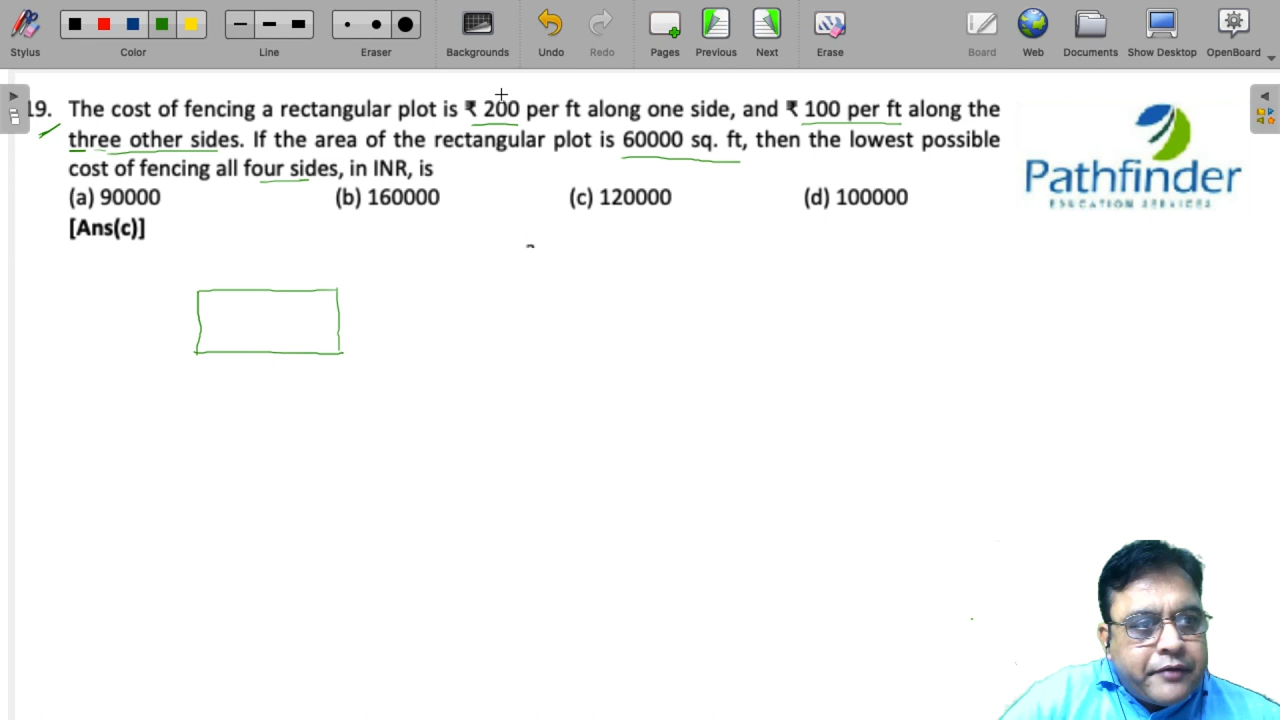 Stylus
Color
Line
Eraser
Backgrounds
Undo
Redo
Pages
Previous
Next
Erase
Board
Web
Documents
Show Desktop
OpenBoard
19. The cost of fencing a rectangular plot is ₹ 200 per ft along one side, and ₹ 100 per ft along the
three other sides. If the area of the rectangular plot is 60000 sq. ft, then the lowest possible
cost of fencing all four sides, in INR, is
(a) 90000 (b) 160000 (c) 120000 (d) 100000
[Ans(c)]
Pathfinder
EDUCATION SERVICES